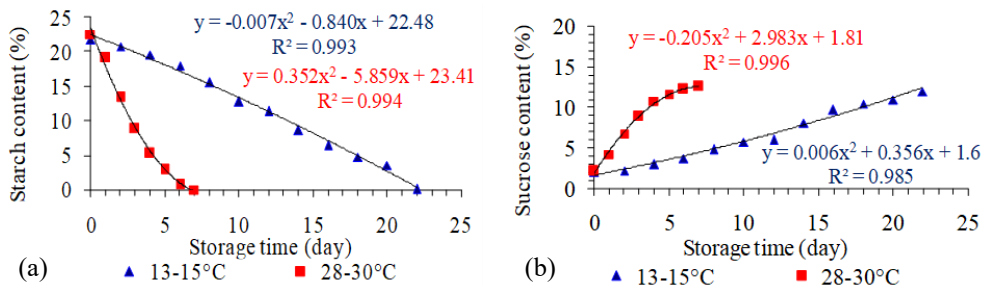 Starch content (%)
25
20
15
10
5
0
y = -0.007x² - 0.840x + 22.48
R² = 0.993
y = 0.352x² - 5.859x + 23.41
R² = 0.994
0 5 10 15 20 25
Storage time (day)
(a)
13-15°C 28-30°C
Sucrose content (%)
20
15
10
5
0
y = -0.205x² + 2.983x + 1.81
R² = 0.996
y = 0.006x² + 0.356x + 1.6
R² = 0.985
0 5 10 15 20 25
Storage time (day)
(b)
13-15°C 28-30°C